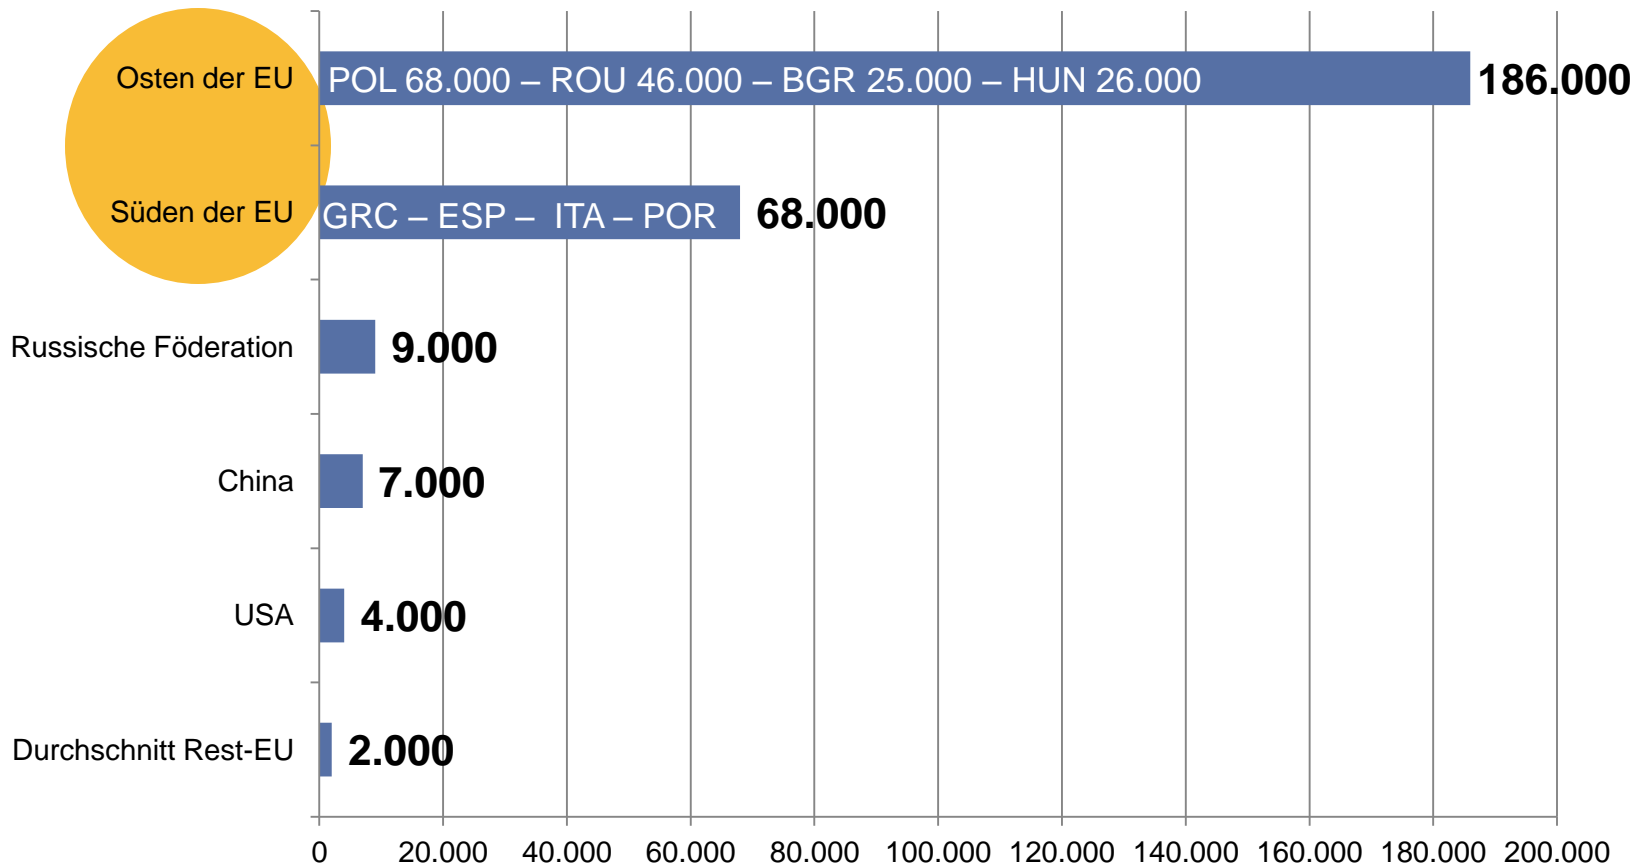 Osten der EU
POL 68.000 – ROU 46.000 – BGR 25.000 – HUN 26.000
186.000
Süden der EU
GRC – ESP –  ITA – POR
68.000
Russische Föderation
9.000
China
7.000
USA
4.000
Durchschnitt Rest-EU
2.000
0 20.000 40.000 60.000 80.000 100.000 120.000 140.000 160.000 180.000 200.000